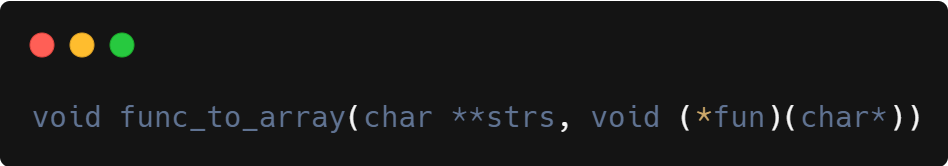 void func_to_array(char **strs, void (*fun)(char*))